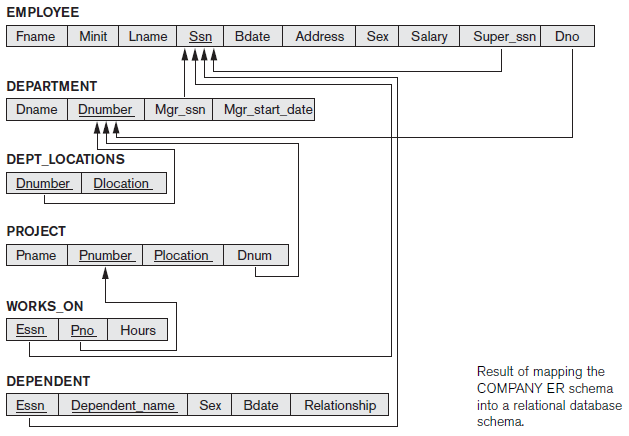 EMPLOYEE
Fname Minit Lname Ssn Bdate Address Sex Salary Super_ssn Dno
DEPARTMENT
Dname Dnumber Mgr_ssn Mgr_start_date
DEPT_LOCATIONS
Dnumber Dlocation
PROJECT
Pname Pnumber Plocation Dnum
WORKS_ON
Essn Pno Hours
DEPENDENT
Essn Dependent_name Sex Bdate Relationship
Result of mapping the
COMPANY ER schema
into a relational database
schema.